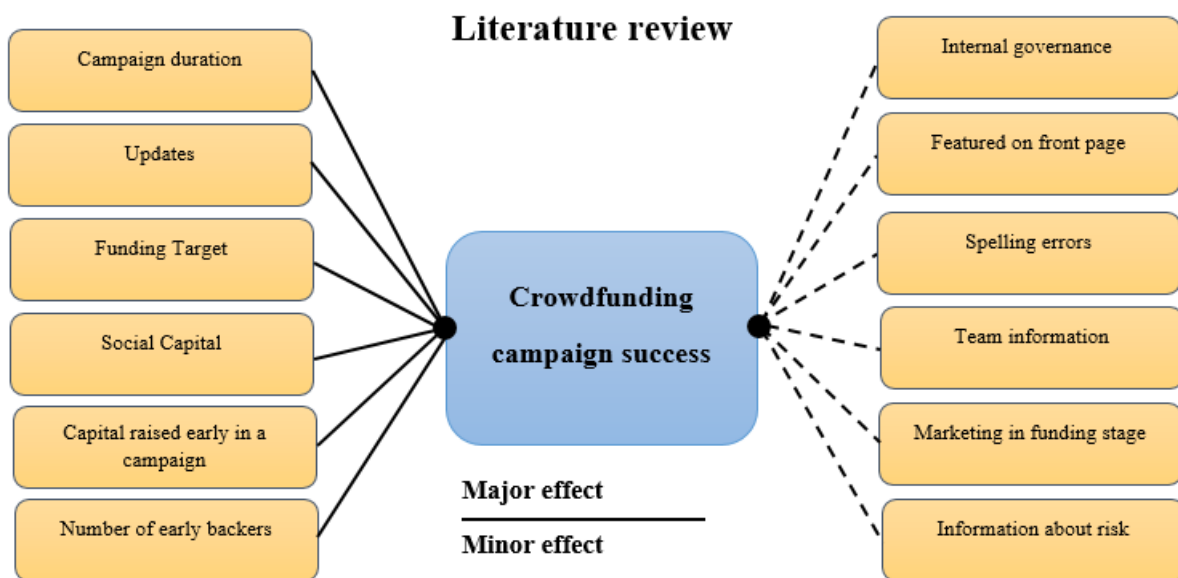 Literature review
Campaign duration
Updates
Funding Target
Social Capital
Capital raised early in a
campaign
Number of early backers
Crowdfunding
campaign success
Major effect
Minor effect
Internal governance
Featured on front page
Spelling errors
Team information
Marketing in funding stage
Information about risk